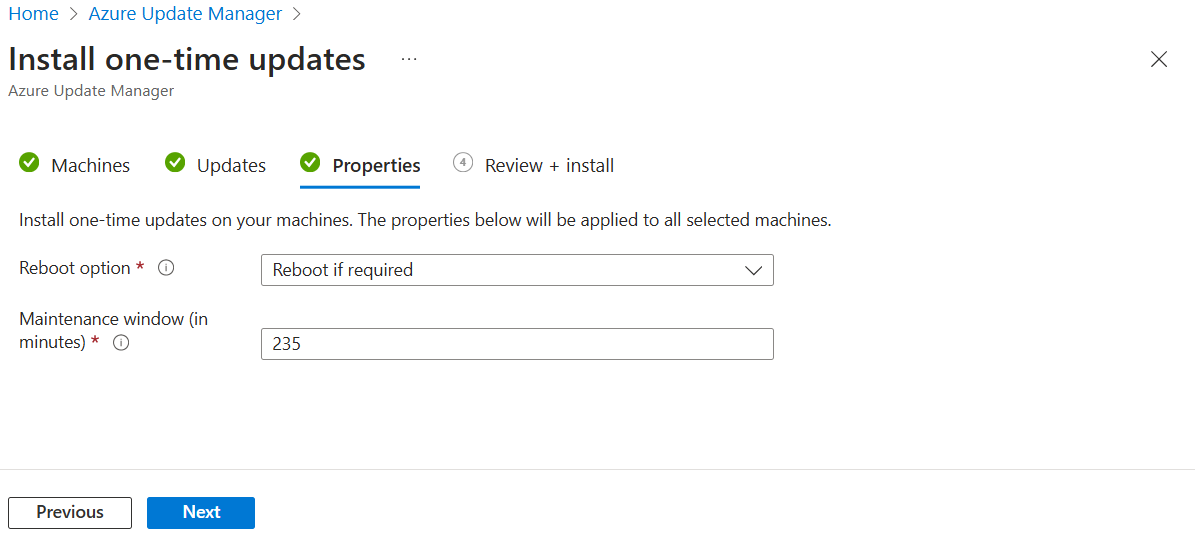 Home > Azure Update Manager >
Install one-time updates ...
Azure Update Manager
Machines Updates Properties 4 Review + install
Install one-time updates on your machines. The properties below will be applied to all selected machines.
Reboot option * Reboot if required
Maintenance window (in
minutes) * 235
Previous Next